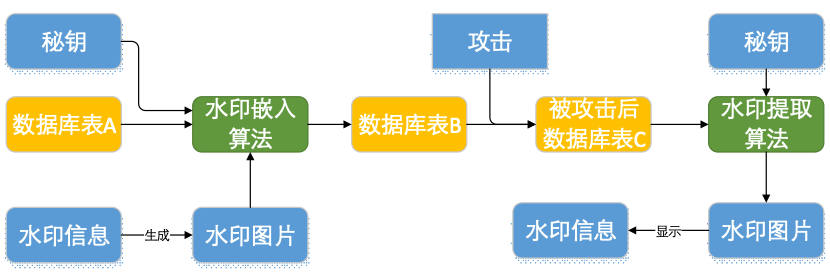 秘钥
攻击
秘钥
数据库表A
水印嵌入
算法
数据库表B
被攻击后
数据库表C
水印提取
算法
水印信息
生成
水印图片
水印信息
显示
水印图片